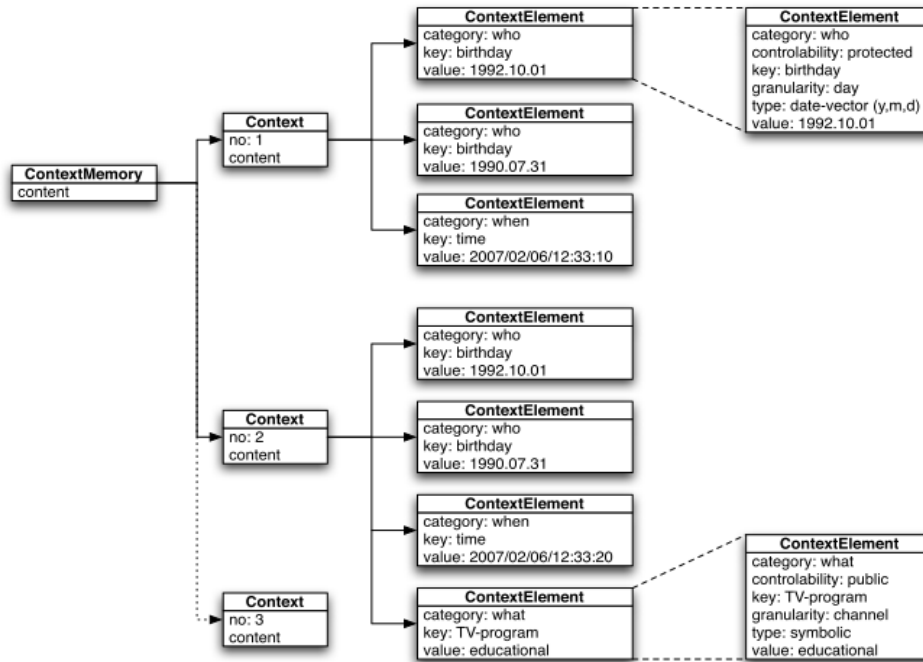 ContextMemory
content
Context
no: 1
content
ContextElement
category: who
key: birthday
value: 1992.10.01
ContextElement
category: who
controlability: protected
key: birthday
granularity: day
type: date-vector (y,m,d)
value: 1992.10.01
ContextElement
category: who
key: birthday
value: 1990.07.31
ContextElement
category: when
key: time
value: 2007/02/06/12:33:10
Context
no: 2
content
ContextElement
category: who
key: birthday
value: 1992.10.01
ContextElement
category: who
key: birthday
value: 1990.07.31
ContextElement
category: when
key: time
value: 2007/02/06/12:33:20
ContextElement
category: what
key: TV-program
value: educational
ContextElement
category: what
controlability: public
key: TV-program
granularity: channel
type: symbolic
value: educational
Context
no: 3
content